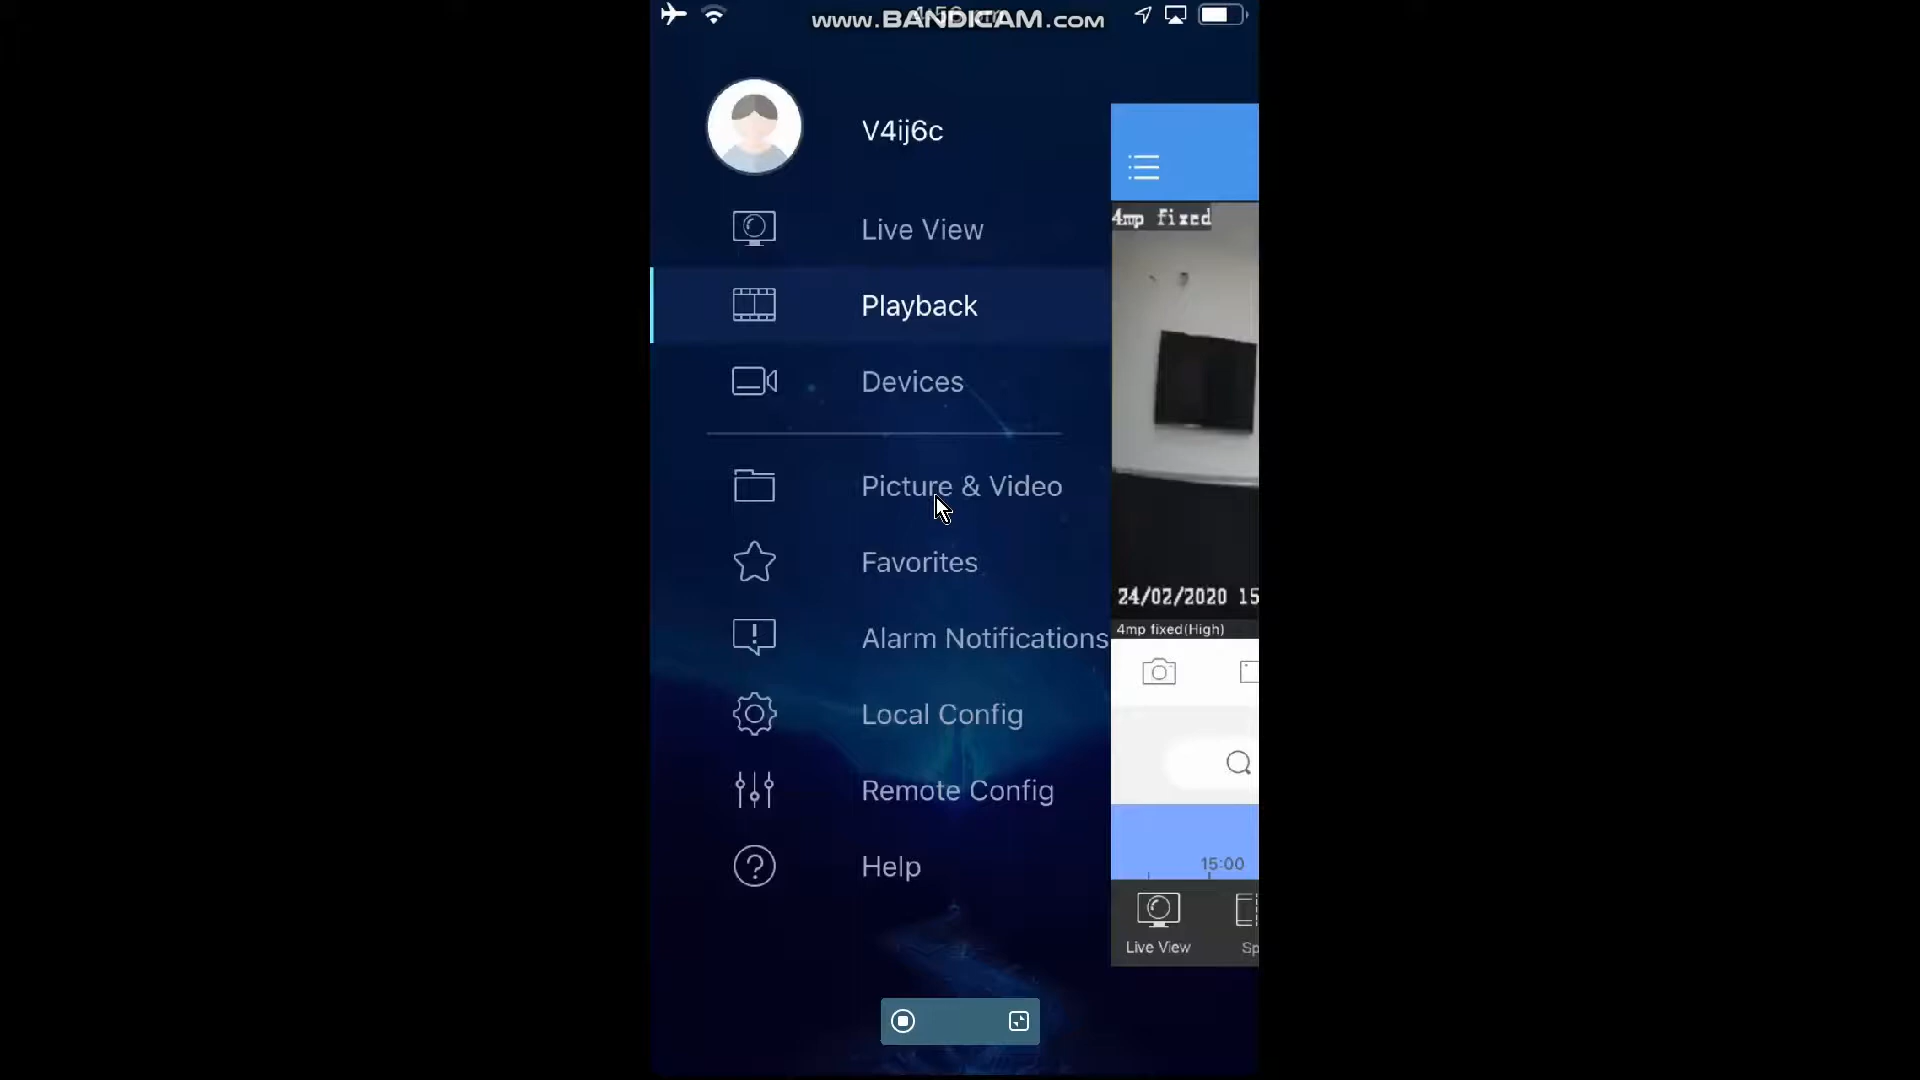 www.BANDICAM.com
V4ij6c
Live View
Playback
Devices
Picture & Video
Favorites
Alarm Notifications
Local Config
Remote Config
Help
4mp fixed
24/02/2020 15
4mp fixed(High)
15:00
Live View
Sp